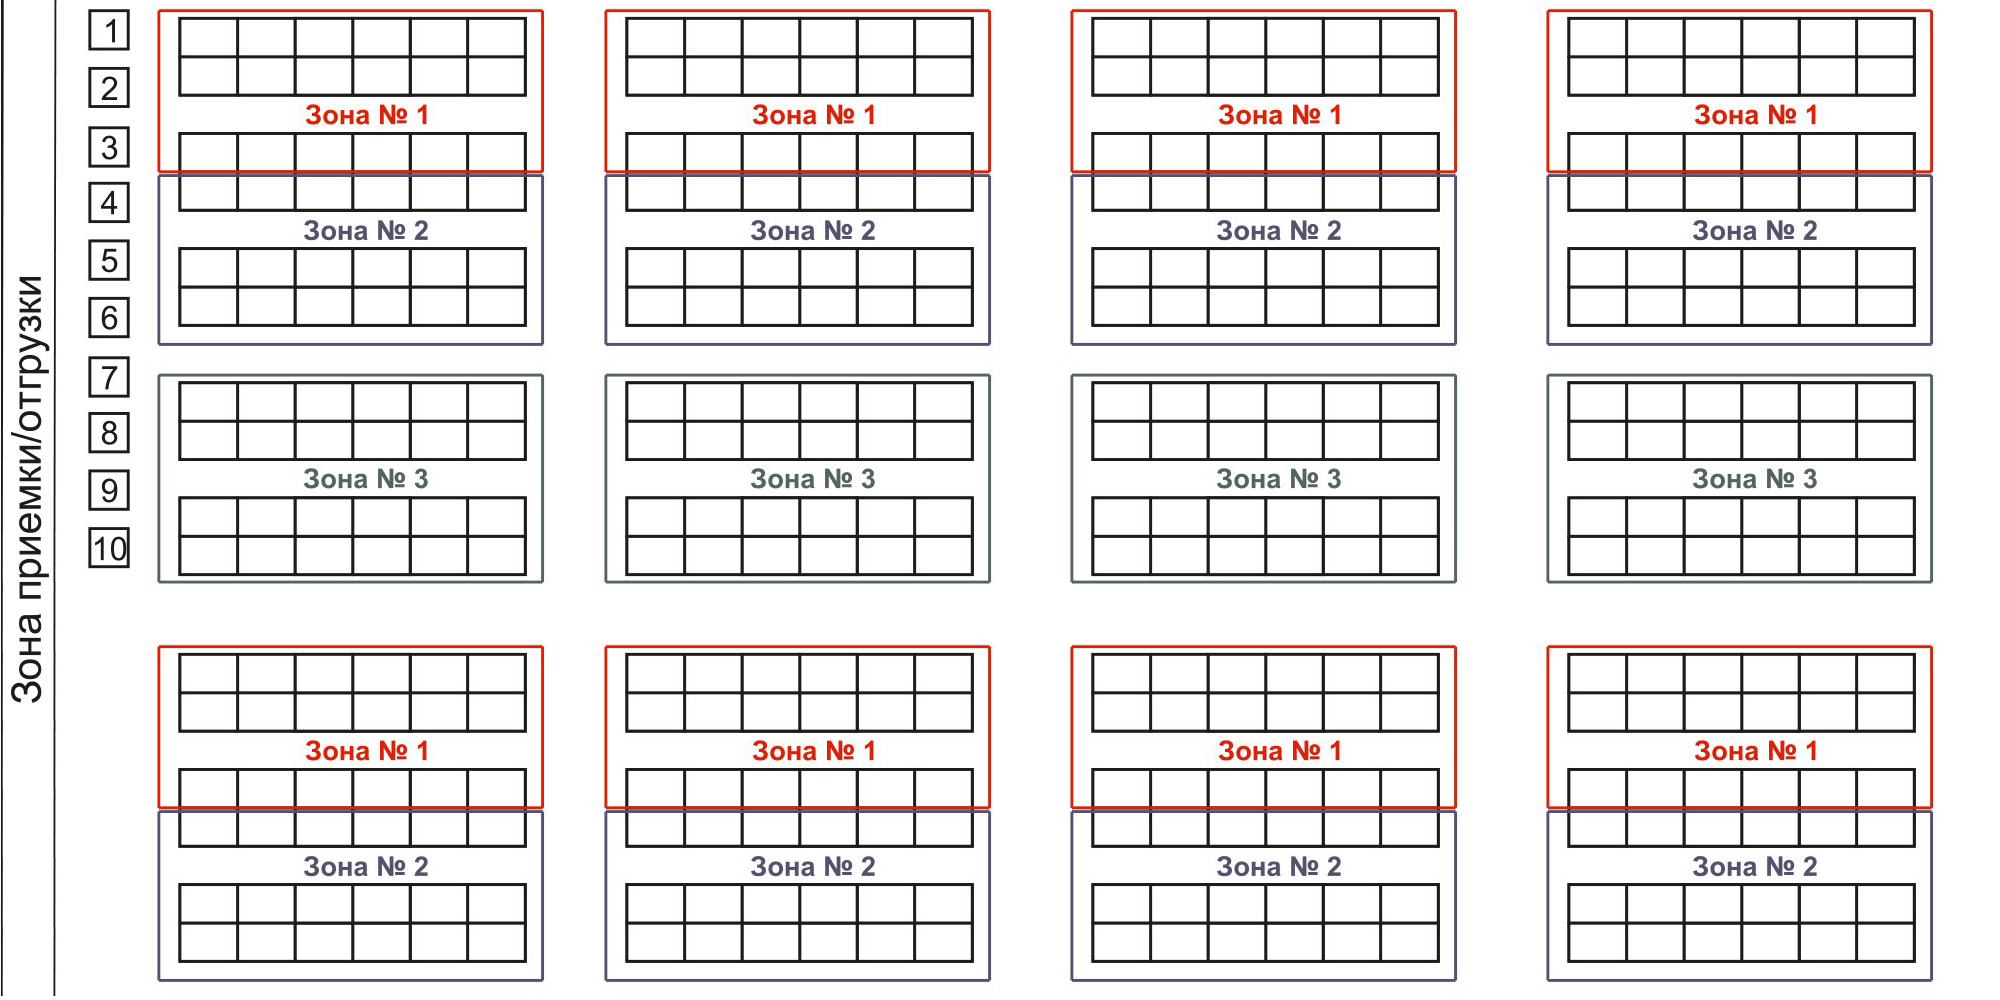 Зона приемки/отгрузки
1
2
3
4
5
6
7
8
9
10
Зона № 1 Зона № 1 Зона № 1 Зона № 1
Зона № 2 Зона № 2 Зона № 2 Зона № 2
Зона № 3 Зона № 3 Зона № 3 Зона № 3
Зона № 1 Зона № 1 Зона № 1 Зона № 1
Зона № 2 Зона № 2 Зона № 2 Зона № 2